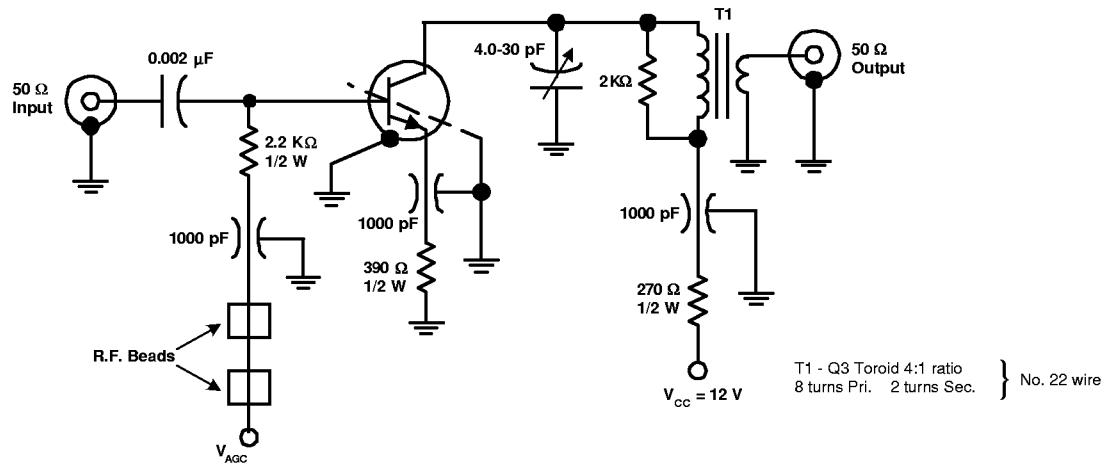 T1
0.002 µF
4.0-30 pF
50 Ω
Output
50 Ω
Input
2KΩ
2.2 KΩ
1/2 W
1000 pF
1000 pF
1000 pF
390 Ω
1/2 W
270 Ω
1/2 W
R.F. Beads
T1 - Q3 Toroid 4:1 ratio
8 turns Pri. 2 turns Sec.
} No. 22 wire
VCC = 12 V
VAGC